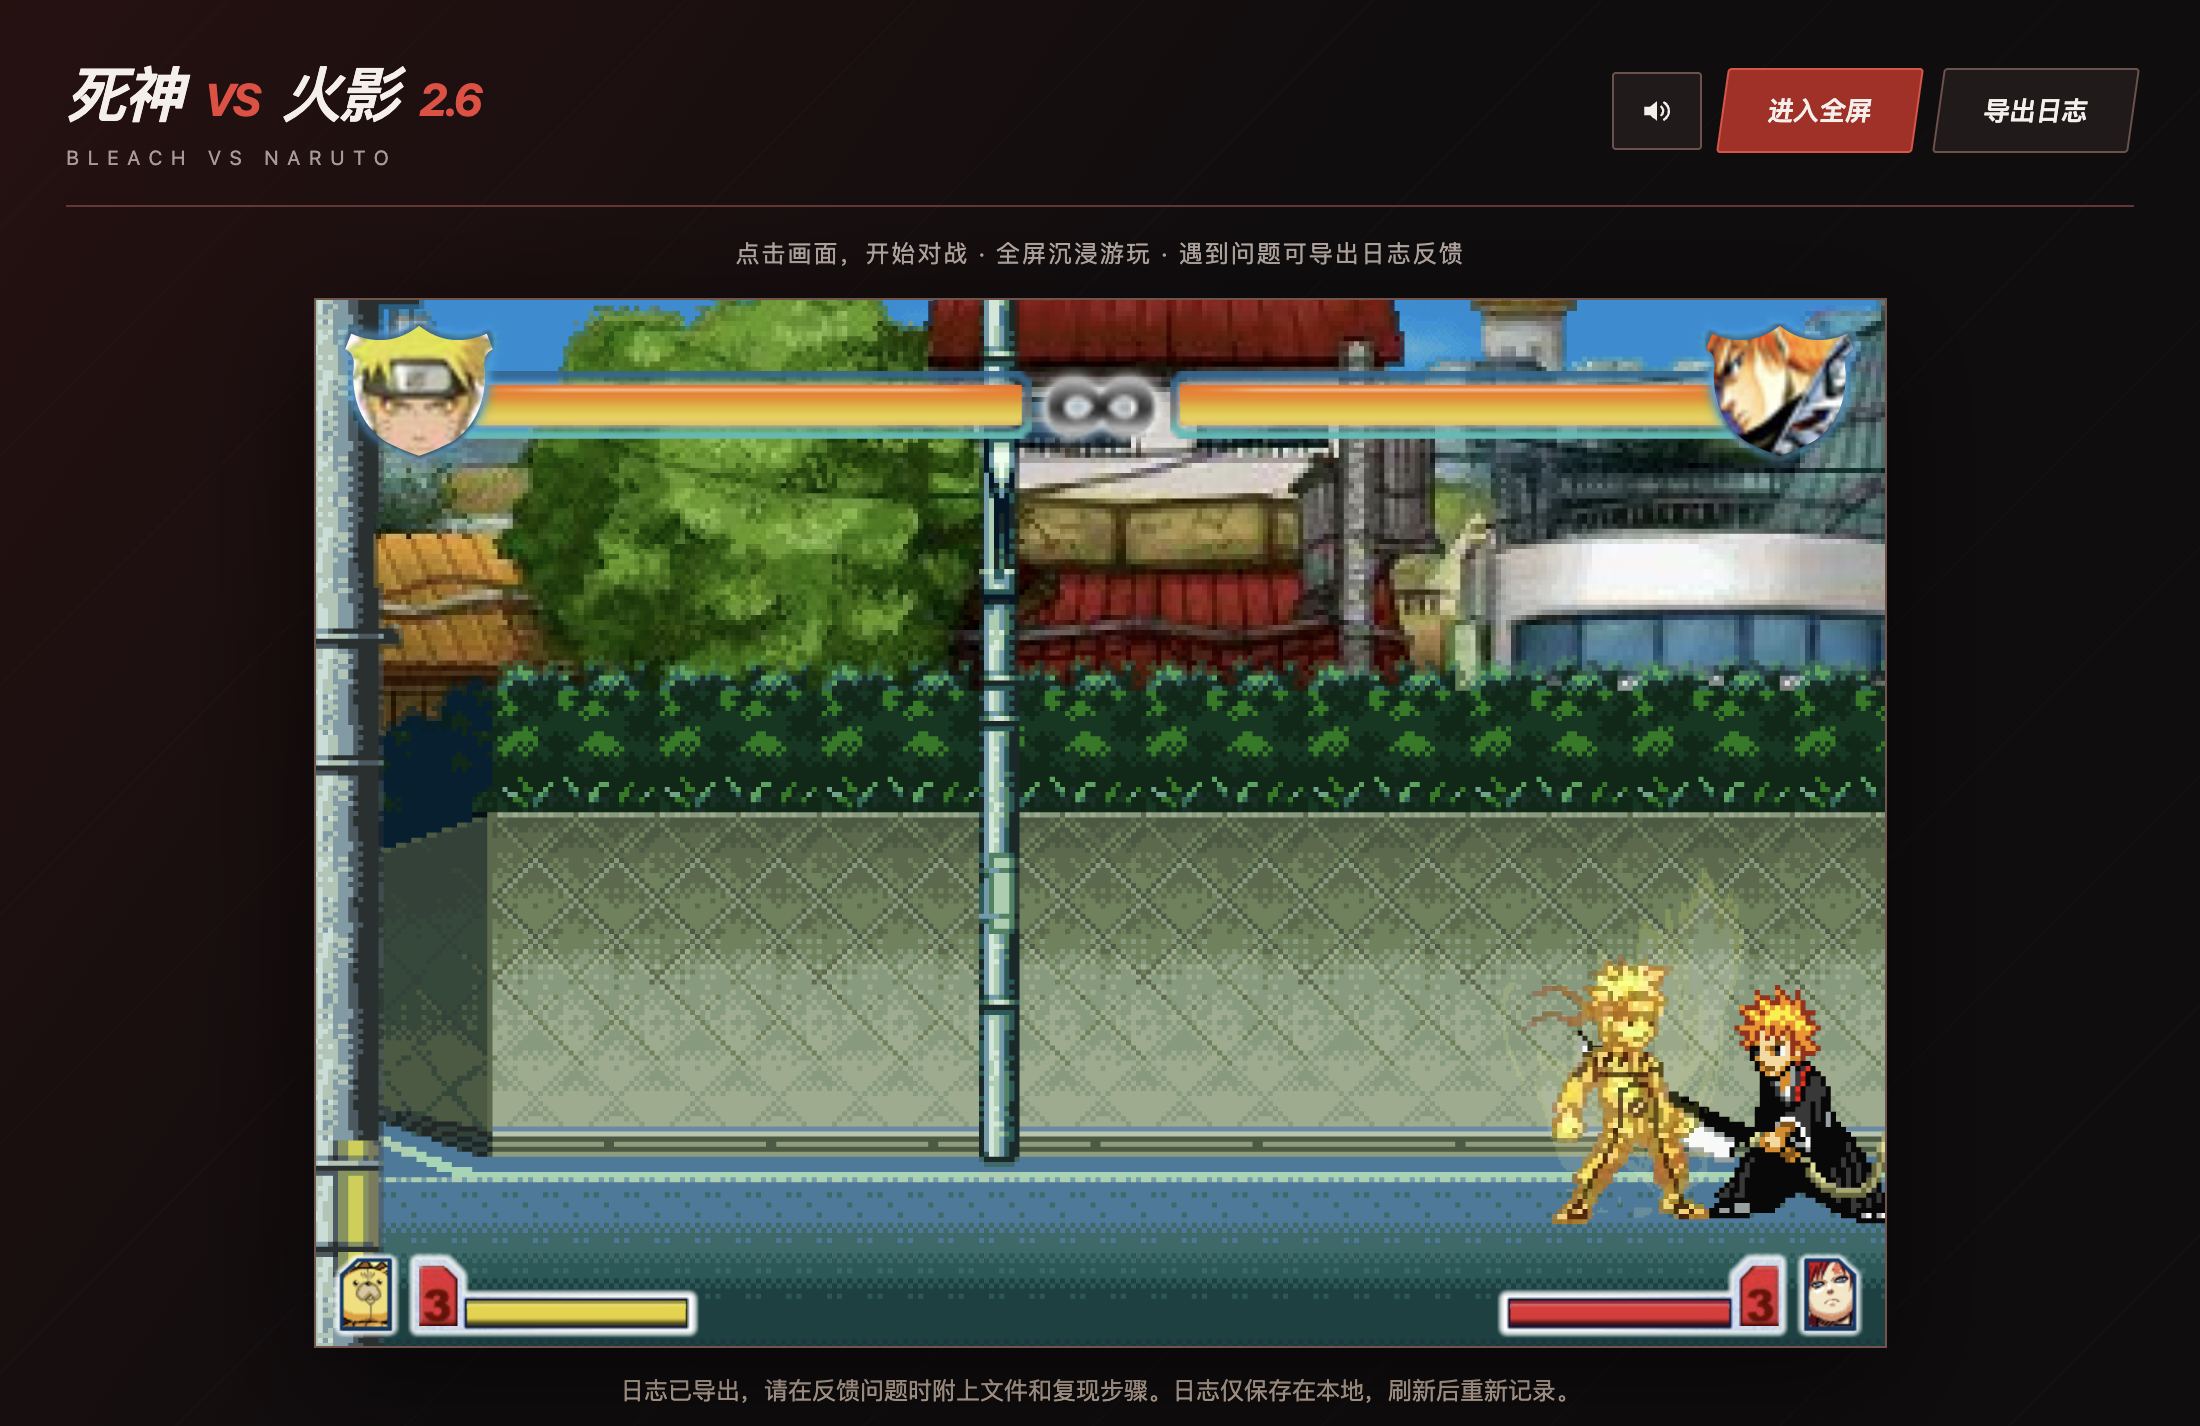 死神 VS 火影 2.6
BLEACH VS NARUTO
进入全屏
导出日志
点击画面，开始对战 · 全屏沉浸游玩 · 遇到问题可导出日志反馈
3
3
日志已导出，请在反馈问题时附上文件和复现步骤。日志仅保存在本地，刷新后重新记录。